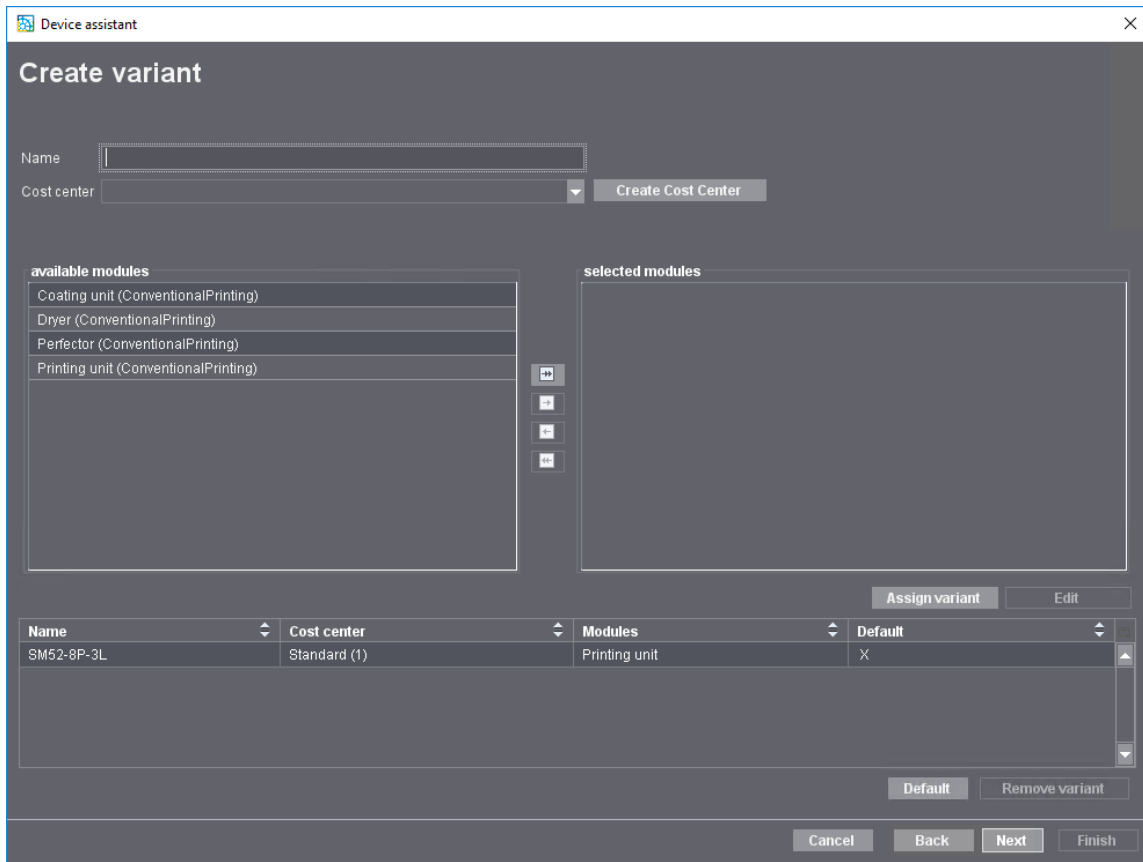 Device assistant
Create variant
Name
Cost center
Create Cost Center
available modules
selected modules
Coating unit (ConventionalPrinting)
Dryer (ConventionalPrinting)
Perfector (ConventionalPrinting)
Printing unit (ConventionalPrinting)
Assign variant Edit
Name Cost center Modules Default
SM52-8P-3L Standard (1) Printing unit X
Default Remove variant
Cancel Back Next Finish